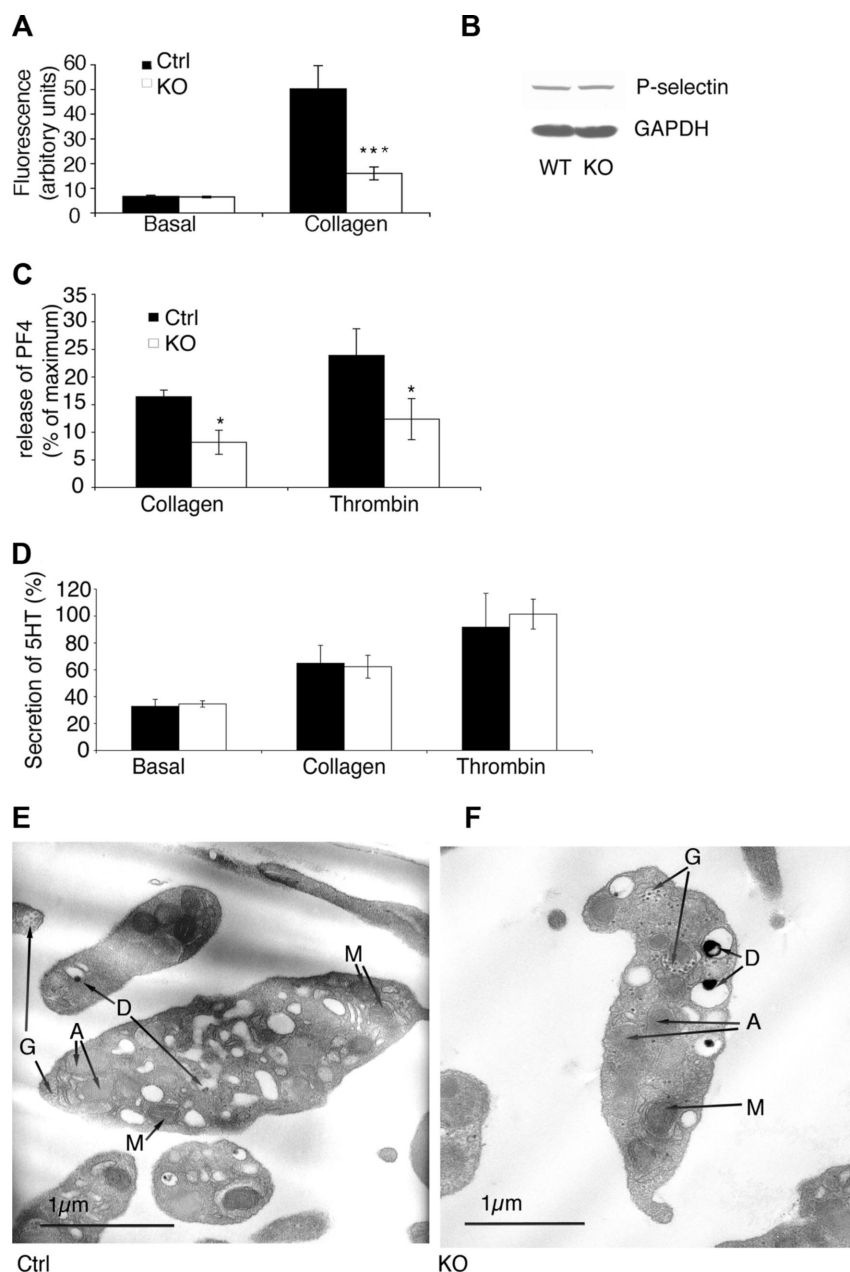 A
Fluorescence
(arbitory units)
60
50
40
30
20
10
0
Ctrl
KO
***
Basal Collagen
B
P-selectin
GAPDH
WT KO
C
release of PF4
(% of maximum)
35
30
25
20
15
10
5
0
Ctrl
KO
*
*
Collagen Thrombin
D
Secretion of 5HT (%)
120
100
80
60
40
20
0
Basal Collagen Thrombin
E
M
D
A
G
M
1μm
Ctrl
F
G
D
A
M
1μm
KO